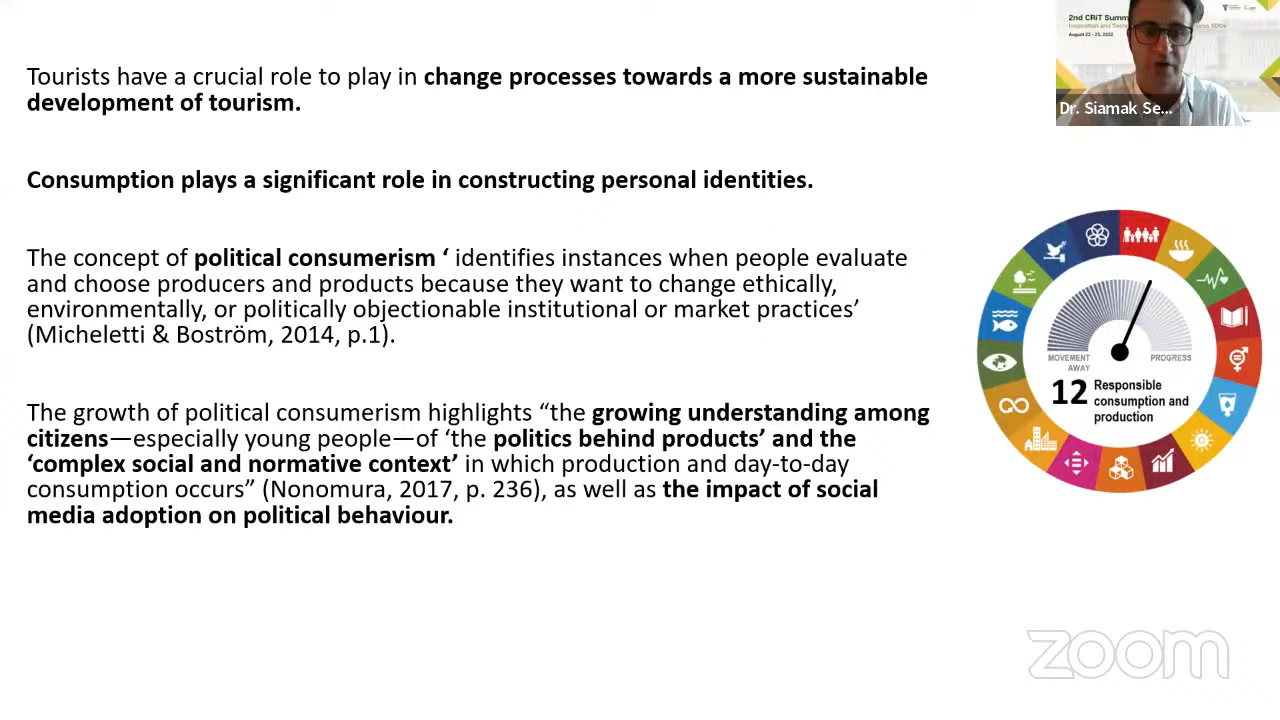 2nd CRiT Summ
August 23 - 25, 2022
Dr. Siamak Se...
Tourists have a crucial role to play in change processes towards a more sustainable
development of tourism.
Consumption plays a significant role in constructing personal identities.
The concept of political consumerism ‘ identifies instances when people evaluate
and choose producers and products because they want to change ethically,
environmentally, or politically objectionable institutional or market practices’
(Micheletti & Boström, 2014, p.1).
The growth of political consumerism highlights “the growing understanding among
citizens—especially young people—of ‘the politics behind products’ and the
‘complex social and normative context’ in which production and day-to-day
consumption occurs” (Nonomura, 2017, p. 236), as well as the impact of social
media adoption on political behaviour.
MOVEMENT
AWAY
PROGRESS
12 Responsible
consumption and
production
zoom